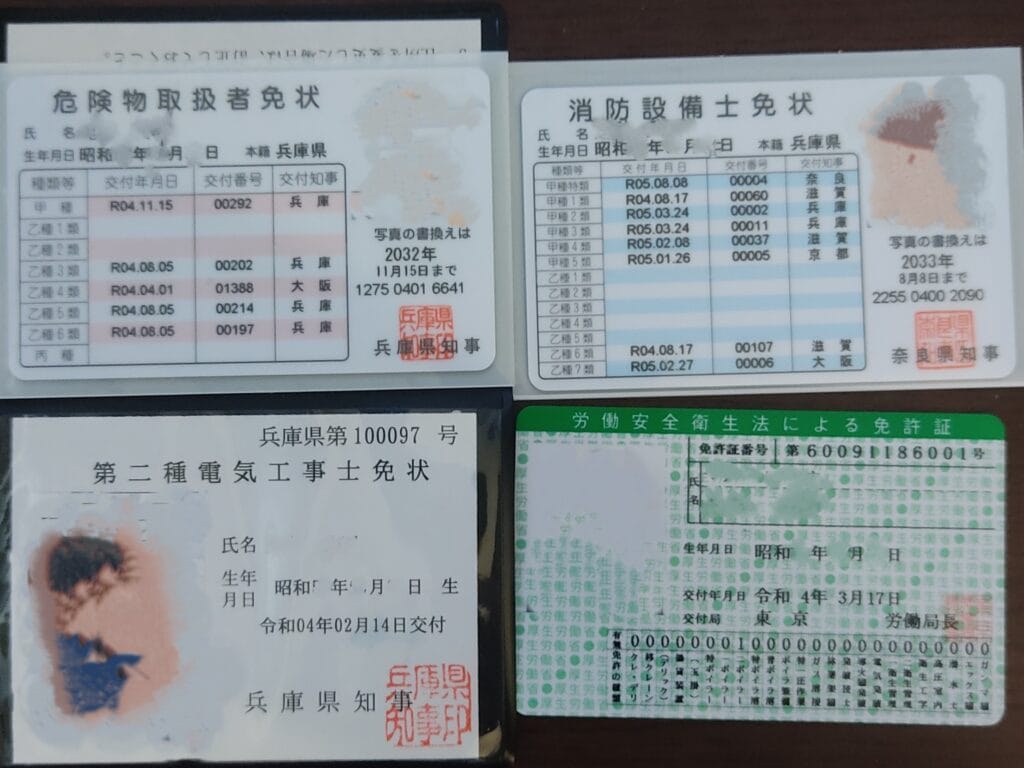 危険物取扱者免状
氏 名
生年月日 昭和 年 月 日 本籍 兵庫県
種類等 交付年月日 交付番号 交付知事
甲種 R04.11.15 00292 兵庫
乙種1類
乙種2類
乙種3類 R04.08.05 00202 兵庫
乙種4類 R04.04.01 01388 大阪
乙種5類 R04.08.05 00214 兵庫
乙種6類 R04.08.05 00197 兵庫
丙種
写真の書換えは
2032年
11月15日まで
1275 0401 6641
兵庫県知事
消防設備士免状
氏 名
生年月日 昭和 年 月 日 本籍 兵庫県
種類等 交付年月日 交付番号 交付知事
甲種特類 R05.08.08 00004 奈良
甲種1類 R04.08.17 00060 滋賀
甲種2類 R05.03.24 00002 兵庫
甲種3類 R05.03.24 00011 兵庫
甲種4類 R05.02.08 00037 滋賀
甲種5類 R05.01.26 00005 京都
乙種1類
乙種2類
乙種3類
乙種4類
乙種5類
乙種6類 R04.08.17 00107 滋賀
乙種7類 R05.02.27 00006 大阪
写真の書換えは
2033年
8月8日まで
2255 0400 2090
奈良県知事
兵庫県第100097 号
第二種電気工事士免状
氏名
生年月日 昭和 年 月 日 生
令和04年02月14日交付
兵庫県知事
兵庫県知事印
労働安全衛生法による免許証
免許証番号 第60091186001号
氏名
生年月日 昭和 年 月 日
交付年月日 令和 4年 3月17日
交付局 東京 労働局長
有無 免許の種類